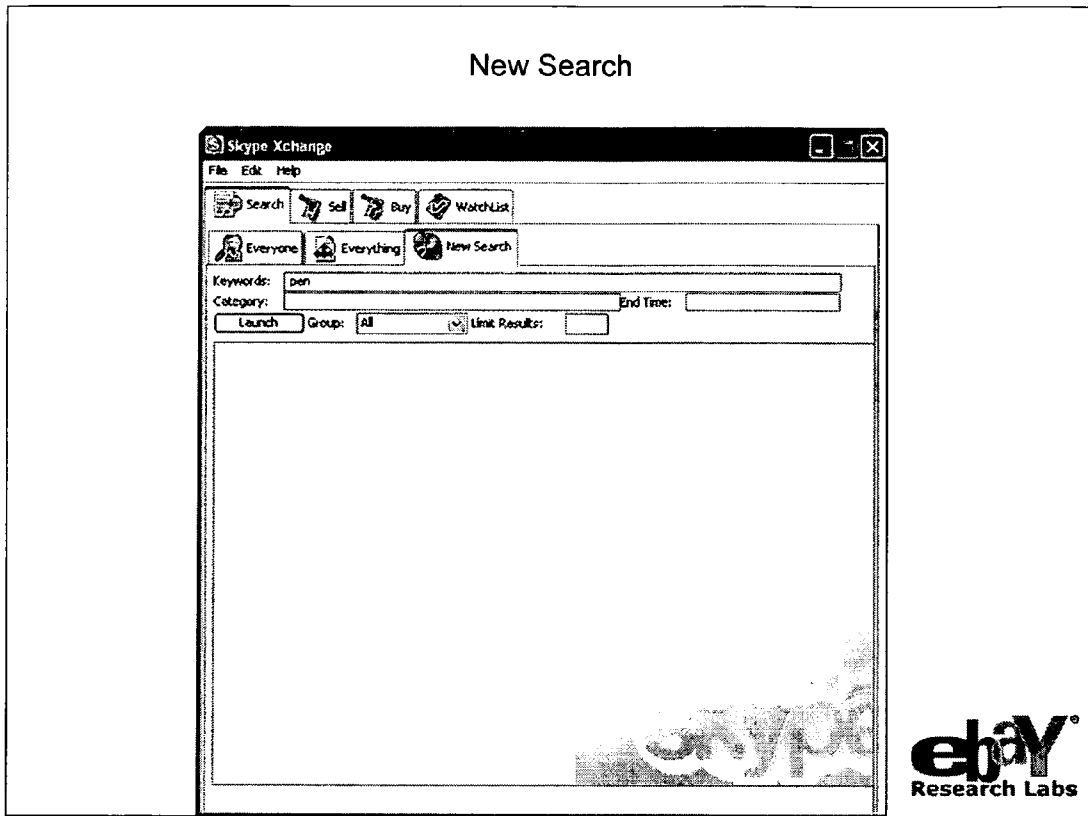 New Search
Skype Xchange
File Edit Help
Search Sell Buy WatchList
Everyone Everything New Search
Keywords: pen
Category: End Time:
Launch Group: All Limit Results:
skype
ebaY®
Research Labs